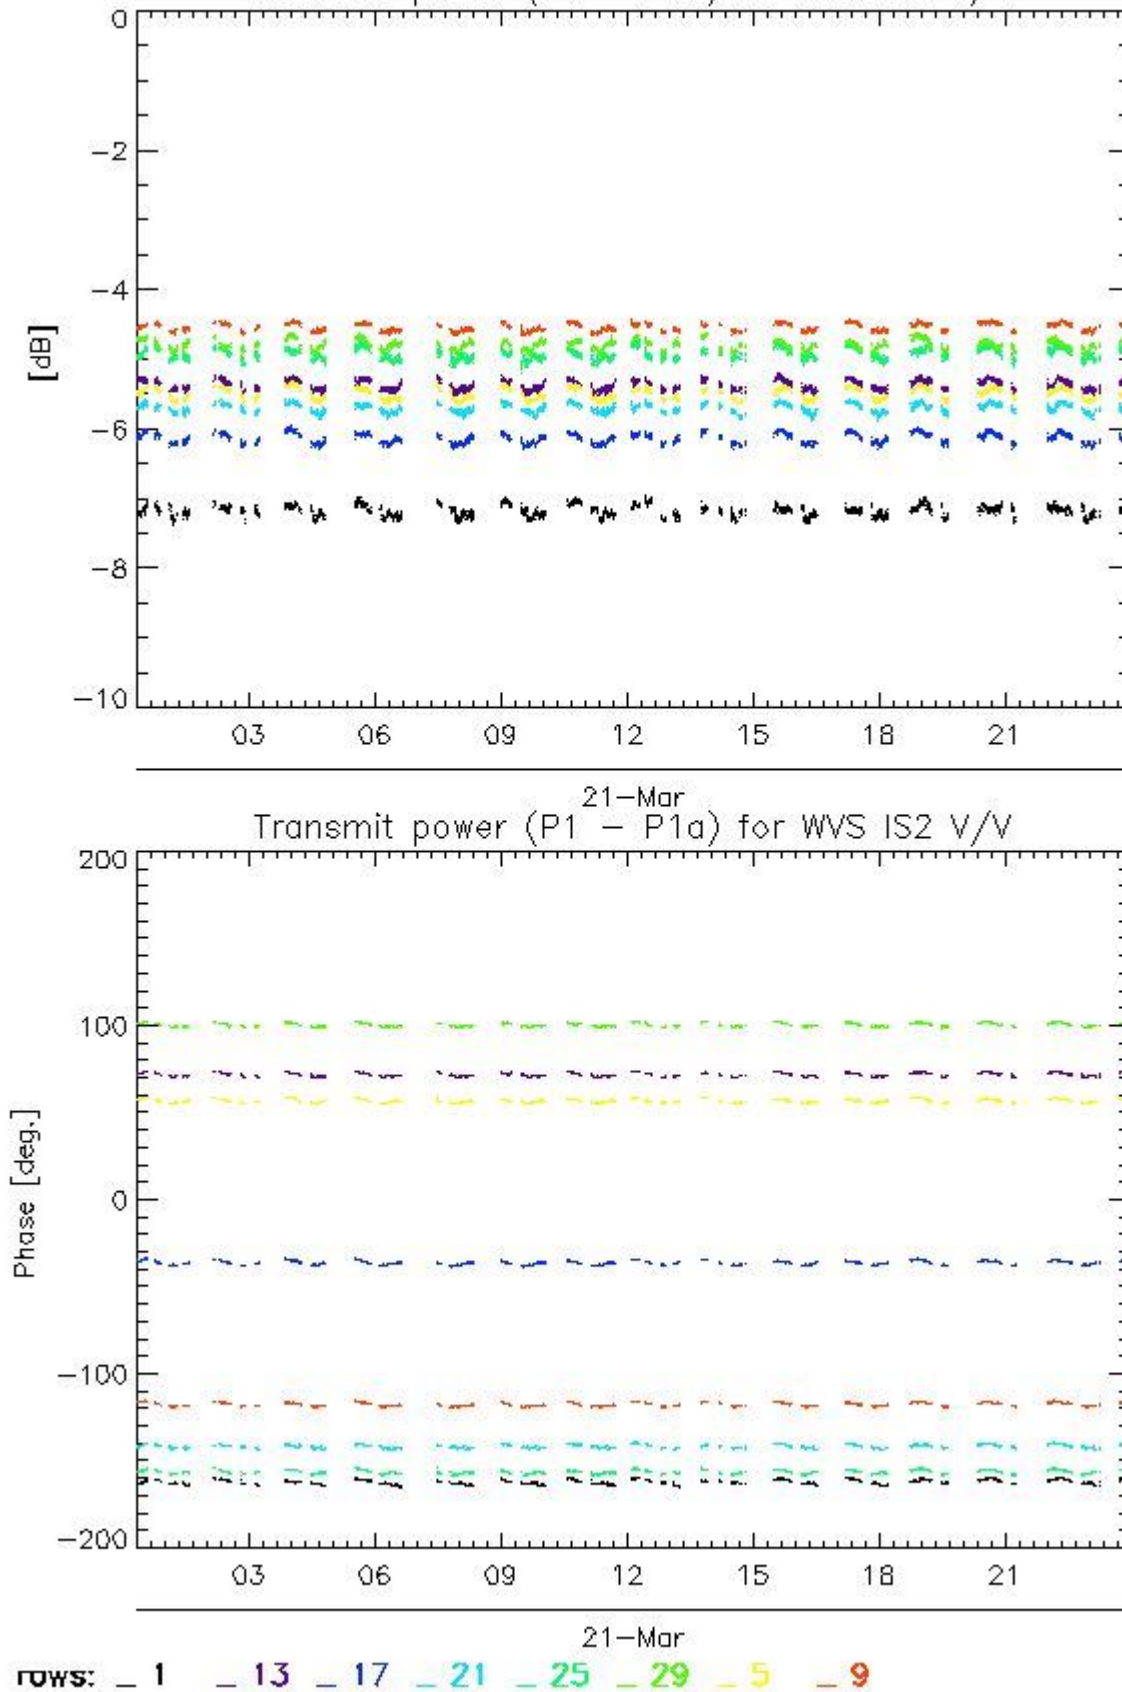 0
-2
-4
[dB]
-6
-8
-10
03 06 09 12 15 18 21
21-Mar
Transmit power (P1 - P1a) for WVS IS2 V/V
200
100
0
Phase [deg.]
-100
-200
03 06 09 12 15 18 21
21-Mar
rows: _ 1 _ 13 _ 17 _ 21 _ 25 _ 29 _ 5 _ 9